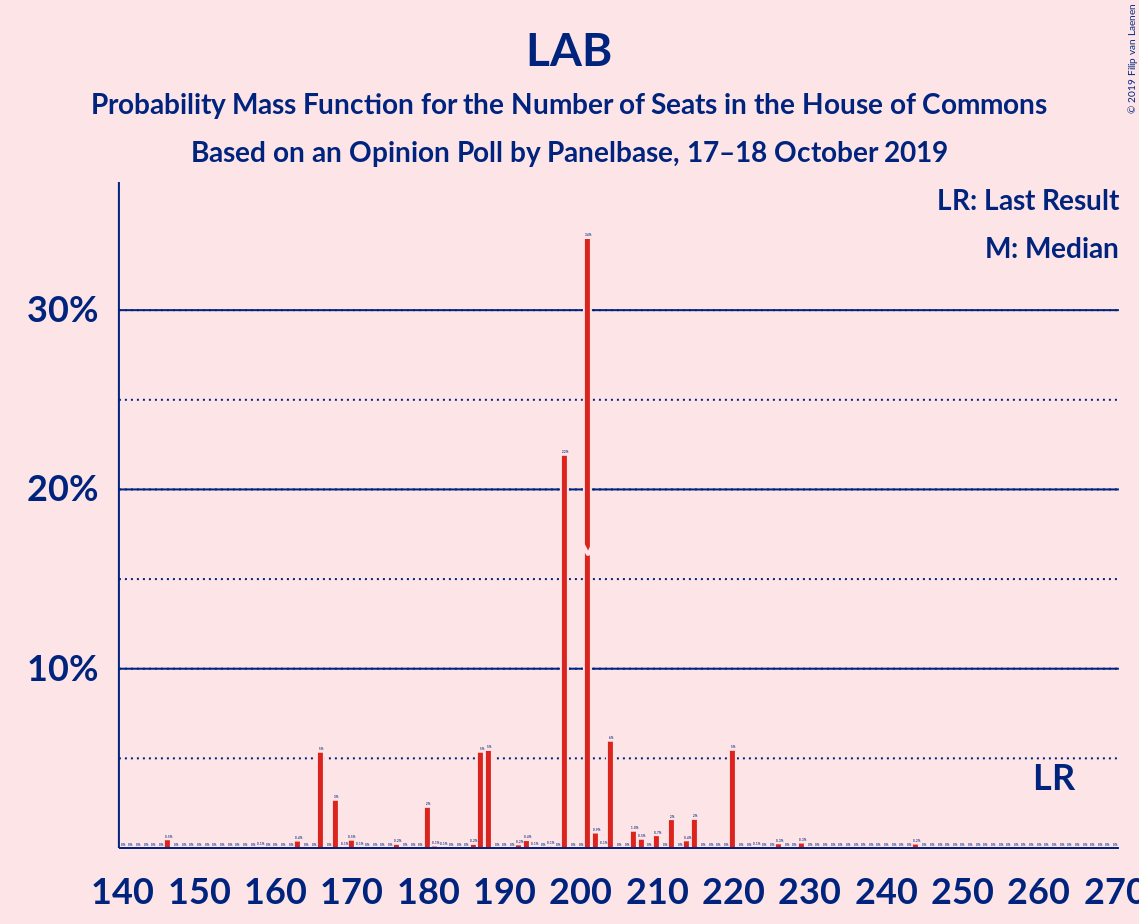 LAB
Probability Mass Function for the Number of Seats in the House of Commons
Based on an Opinion Poll by Panelbase, 17–18 October 2019
© 2019 Filip van Laenen
LR: Last Result
M: Median
30%
20%
10%
LR
140 150 160 170 180 190 200 210 220 230 240 250 260 270